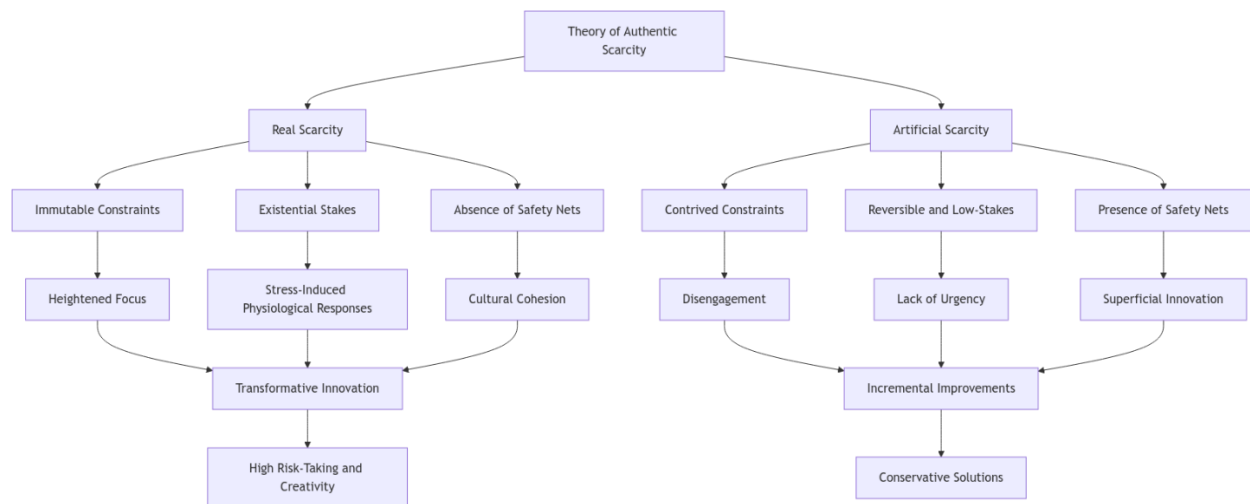 Theory of Authentic
Scarcity
Real Scarcity
Artificial Scarcity
Immutable Constraints
Existential Stakes
Absence of Safety Nets
Contrived Constraints
Reversible and Low-Stakes
Presence of Safety Nets
Heightened Focus
Stress-Induced
Physiological Responses
Cultural Cohesion
Disengagement
Lack of Urgency
Superficial Innovation
Transformative Innovation
Incremental Improvements
High Risk-Taking and
Creativity
Conservative Solutions